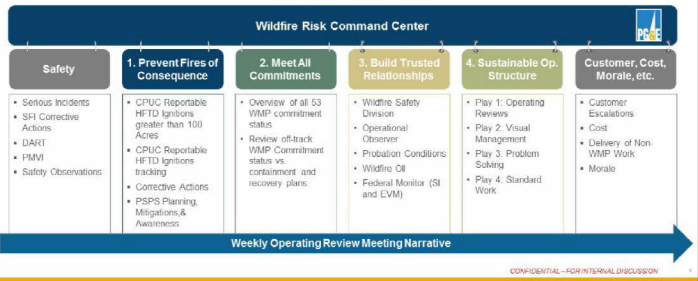 Wildfire Risk Command Center
PG&E
Safety
Serious Incidents
SFI Corrective
Actions
DART
PMVI
Safety Observations
1. Prevent Fires of
Consequence
CPUC Reportable
HFTD Ignitions
greater than 100
Acres
CPUC Reportable
HFTD Ignitions
tracking
Corrective Actions
PSPS Planning,
Mitigations,&
Awareness
2. Meet All
Commitments
Overview of all 53
WMP commitment
status
Review off-track
WMP Commitment
status vs.
containment and
recovery plans
3. Build Trusted
Relationships
Wildfire Safety
Division
Operational
Observer
Probation Conditions
Wildfire OII
Federal Monitor (SI
and EVM)
4. Sustainable Op.
Structure
Play 1: Operating
Reviews
Play 2: Visual
Management
Play 3. Problem
Solving
Play 4. Standard
Work
Customer, Cost,
Morale, etc.
Customer
Escalations
Cost
Delivery of Non-
WMP Work
Morale
Weekly Operating Review Meeting Narrative
CONFIDENTIAL – FOR INTERNAL DISCUSSION